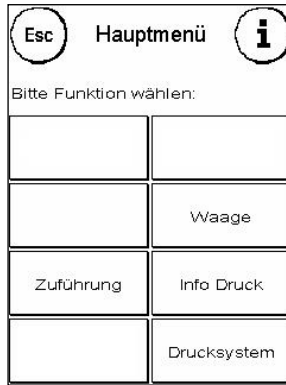 Esc Hauptmenü i
Bitte Funktion wählen:
Waage
Zuführung Info Druck
Drucksystem